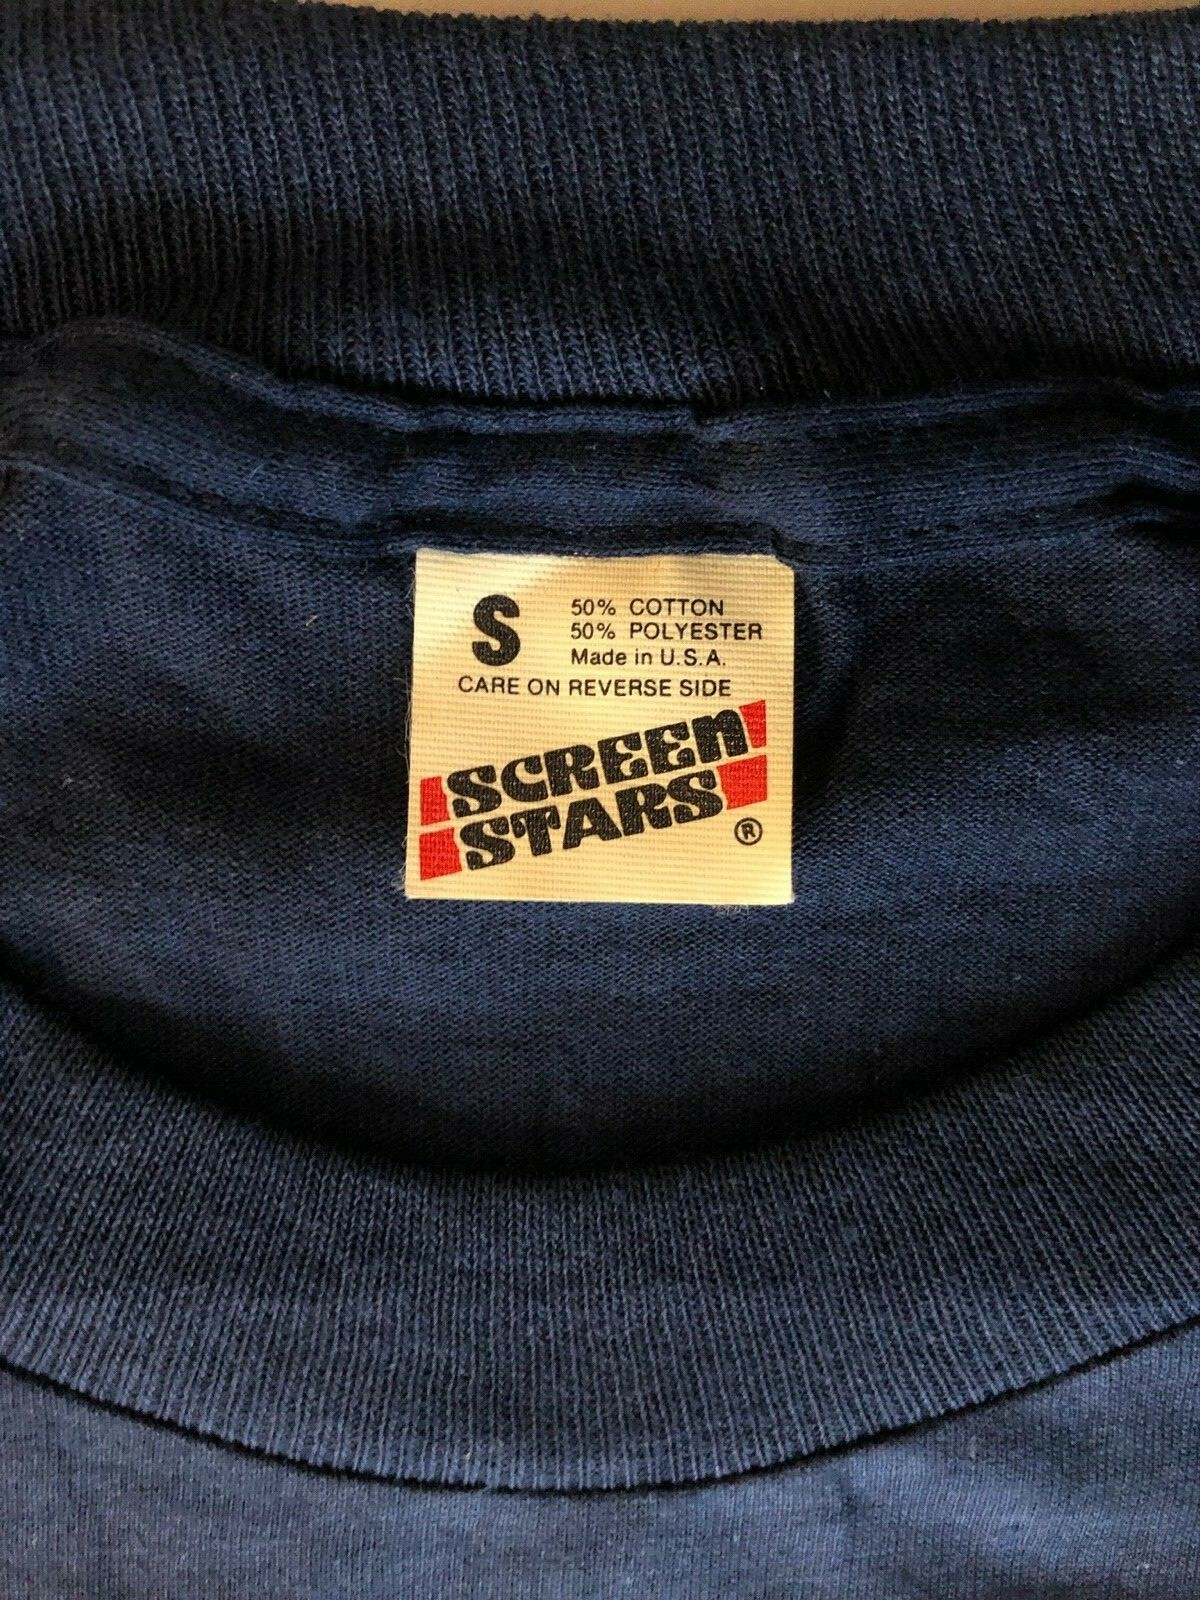 S
50% COTTON
50% POLYESTER
Made in U.S.A.
CARE ON REVERSE SIDE
SCREEn
STARS
®